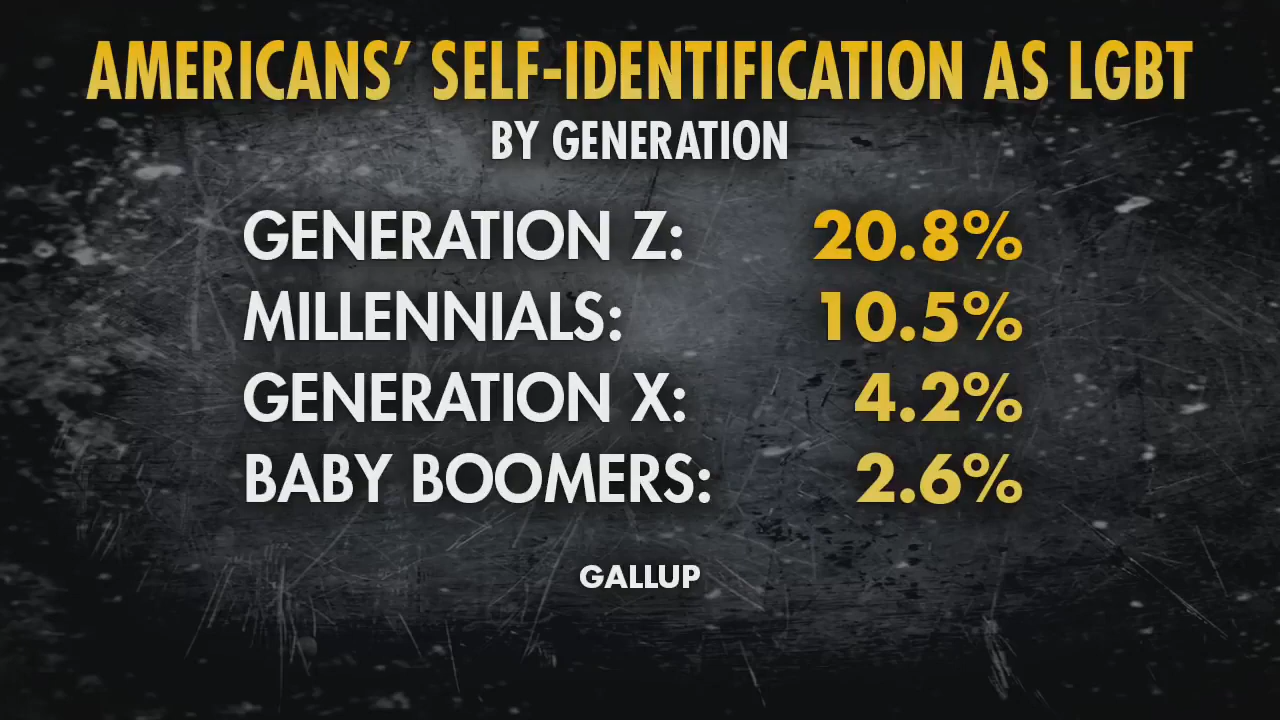 AMERICANS’ SELF-IDENTIFICATION AS LGBT
BY GENERATION
GENERATION Z: 20.8%
MILLENNIALS: 10.5%
GENERATION X: 4.2%
BABY BOOMERS: 2.6%
GALLUP